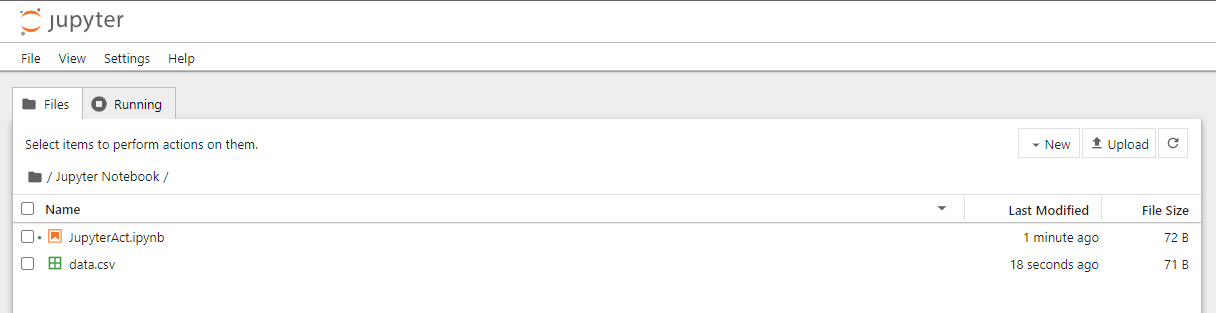 jupyter
File View Settings Help
Files Running
Select items to perform actions on them.
New Upload
/ Jupyter Notebook /
Name Last Modified File Size
JupyterAct.ipynb 1 minute ago 72 B
data.csv 18 seconds ago 71 B